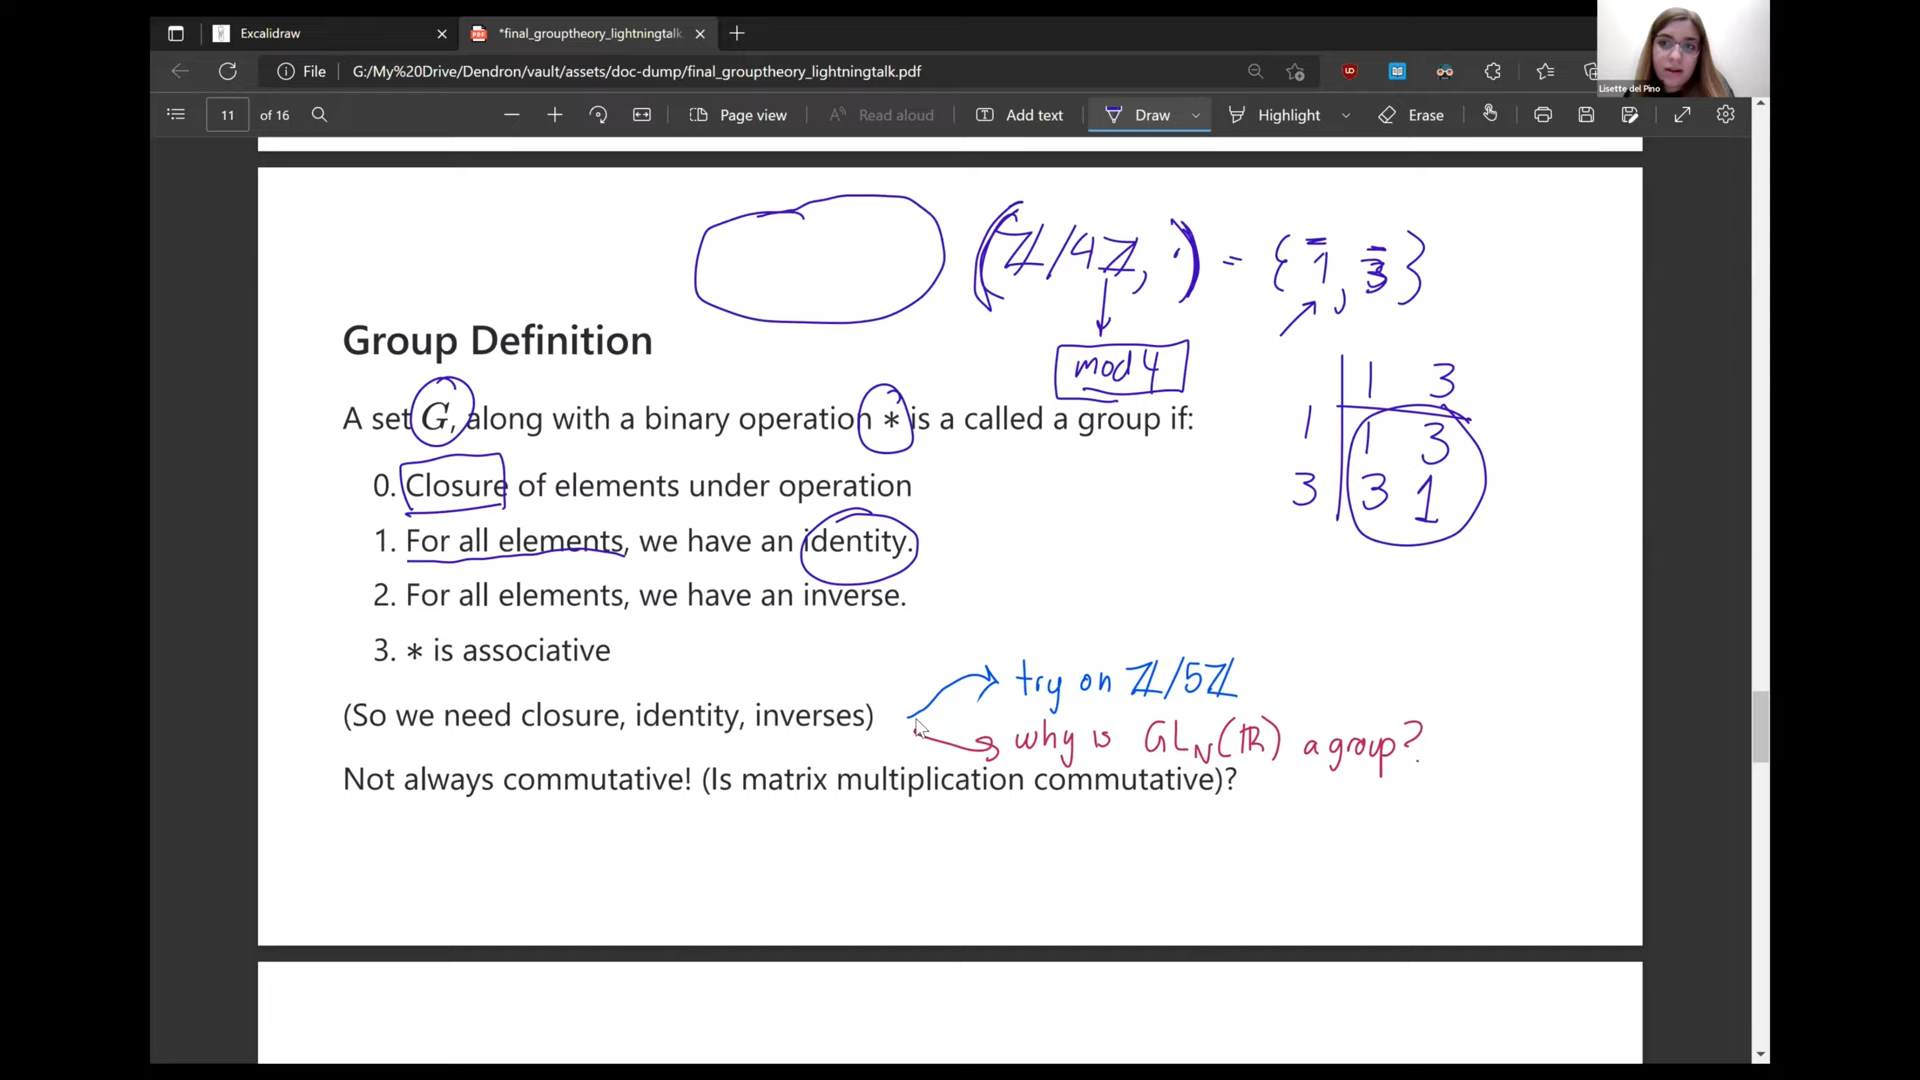 Excalidraw
*final_grouptheory_lightningtalk
File G:/My%20Drive/Dendron/vault/assets/doc-dump/final_grouptheory_lightningtalk.pdf
Lisette del Pino
11 of 16 Page view Read aloud Add text Draw Highlight Erase
(ℤ/4ℤ, ·) = {1̄, 3̄}
mod 4
Group Definition
A set G, along with a binary operation * is a called a group if:
1 3
1 1 3
3 3 1
0. Closure of elements under operation
1. For all elements, we have an identity.
2. For all elements, we have an inverse.
3. * is associative
try on ℤ/5ℤ
(So we need closure, identity, inverses)
why is GL_N(ℝ) a group?
Not always commutative! (Is matrix multiplication commutative)?